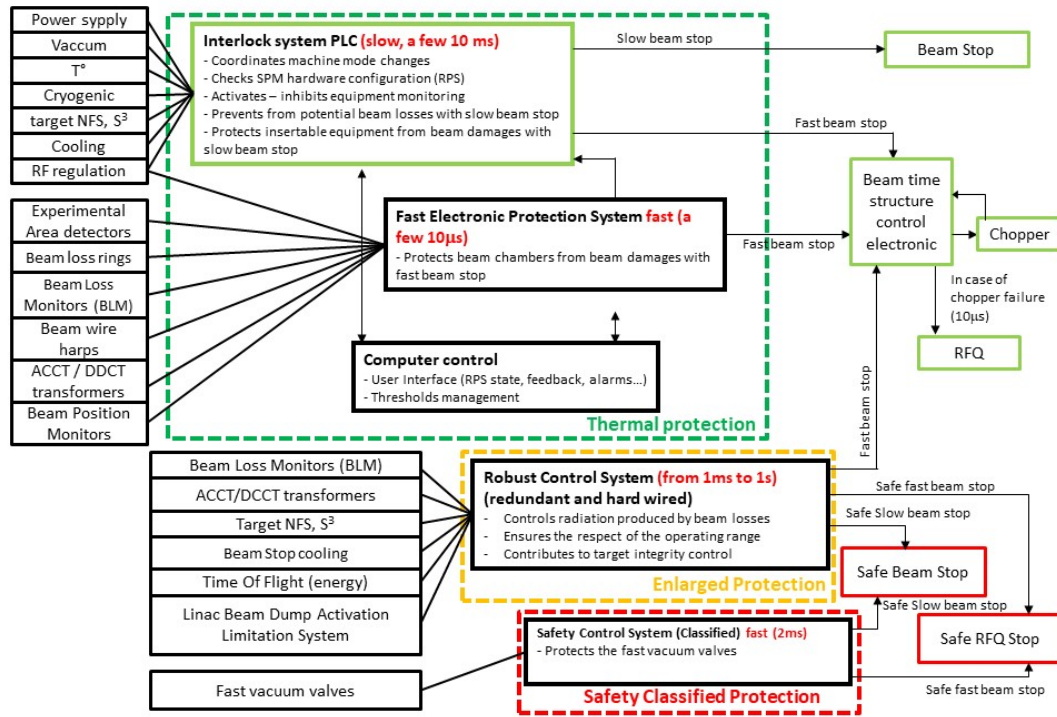 Power spply
Vaccum
T°
Cryogenic
target NFS, S³
Cooling
RF regulation
Experimental
Area detectors
Beam loss rings
Beam Loss
Monitors (BLM)
Beam wire
harps
ACCT / DDCT
transformers
Beam Position
Monitors
Interlock system PLC (slow, a few 10 ms)
- Coordinates machine mode changes
- Checks SPM hardware configuration (RPS)
- Activates – inhibits equipment monitoring
- Prevents from potential beam losses with slow beam stop
- Protects insertable equipment from beam damages with
slow beam stop
Fast Electronic Protection System fast (a
few 10µs)
- Protects beam chambers from beam damages with
fast beam stop
Computer control
- User Interface (RPS state, feedback, alarms...)
- Thresholds management
Thermal protection
Slow beam stop
Beam Stop
Fast beam stop
Fast beam stop
Beam time
structure
control
electronic
Chopper
In case of
chopper failure
(10µs)
RFQ
Fast beam stop
Beam Loss Monitors (BLM)
ACCT/DCCT transformers
Target NFS, S³
Beam Stop cooling
Time Of Flight (energy)
Linac Beam Dump Activation
Limitation System
Robust Control System (from 1ms to 1s)
(redundant and hard wired)
- Controls radiation produced by beam losses
- Ensures the respect of the operating range
- Contributes to target integrity control
Enlarged Protection
Safe fast beam stop
Safe Slow beam stop
Safe Beam Stop
Safe Slow beam stop
Safe RFQ Stop
Safe fast beam stop
Fast vacuum valves
Safety Control System (Classified) fast (2ms)
- Protects the fast vacuum valves
Safety Classified Protection